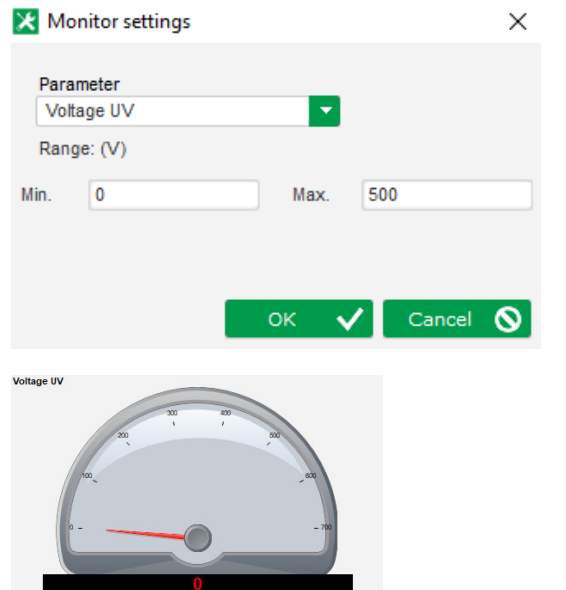 Monitor settings
Parameter
Voltage UV
Range: (V)
Min. 0 Max. 500
OK Cancel
Voltage UV
300 400
200 500
100 600
0 700
0